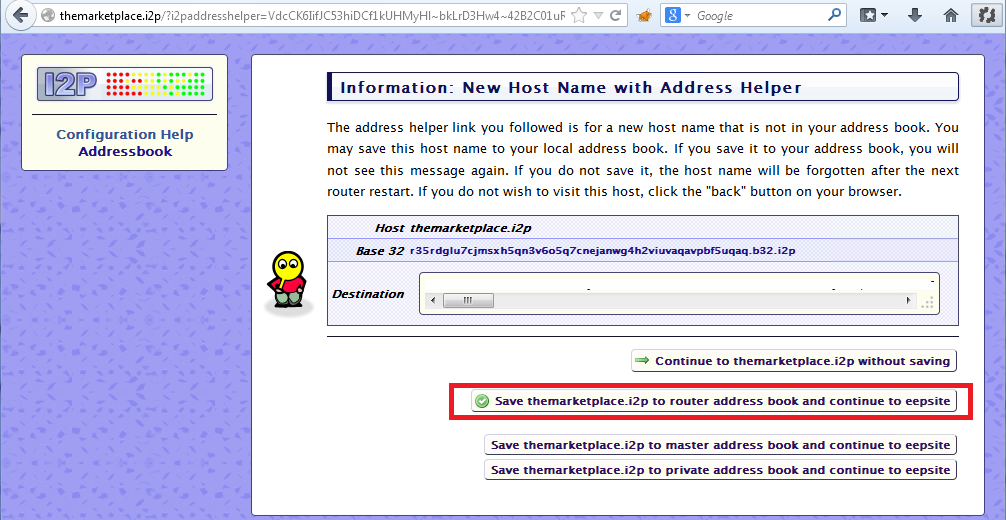 themarketplace.i2p/?i2paddresshelper=VdcCK6IifJC53hiDCf1kUHMyHI~bkLrD3Hw4~42B2C01uR
Google
I2P
Configuration Help
Addressbook
Information: New Host Name with Address Helper
The address helper link you followed is for a new host name that is not in your address book. You
may save this host name to your local address book. If you save it to your address book, you will
not see this message again. If you do not save it, the host name will be forgotten after the next
router restart. If you do not wish to visit this host, click the "back" button on your browser.
Host themarketplace.i2p
Base 32 r35rdglu7cjmsxh5qn3v6o5q7cnejanwg4h2viuvaqavpbf5uqaq.b32.i2p
Destination
Continue to themarketplace.i2p without saving
Save themarketplace.i2p to router address book and continue to eepsite
Save themarketplace.i2p to master address book and continue to eepsite
Save themarketplace.i2p to private address book and continue to eepsite